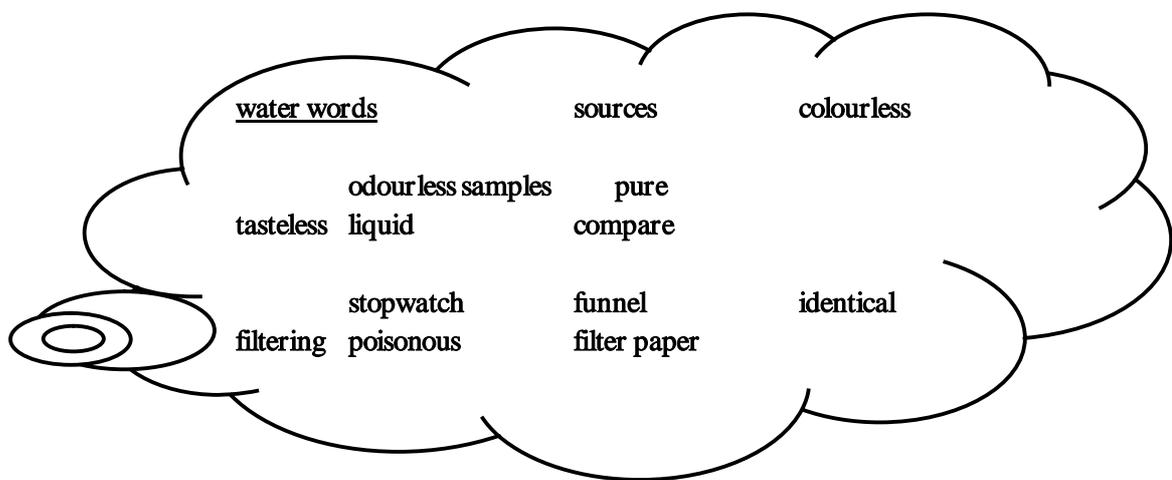 water words sources colourless
odourless samples pure
tasteless liquid compare
stopwatch funnel identical
filtering poisonous filter paper